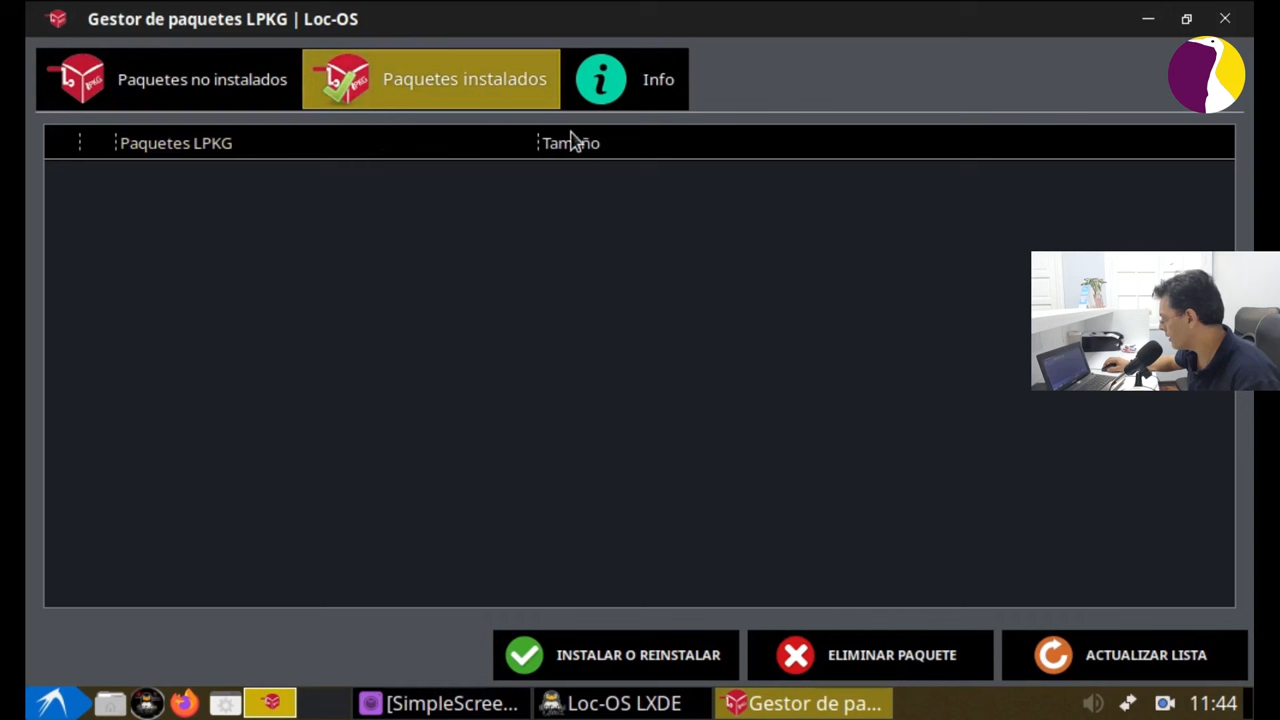 Gestor de paquetes LPKG | Loc-OS
Paquetes no instalados
Paquetes instalados
Info
Paquetes LPKG
Tamaño
INSTALAR O REINSTALAR
ELIMINAR PAQUETE
ACTUALIZAR LISTA
[SimpleScree...
Loc-OS LXDE
Gestor de pa...
11:44